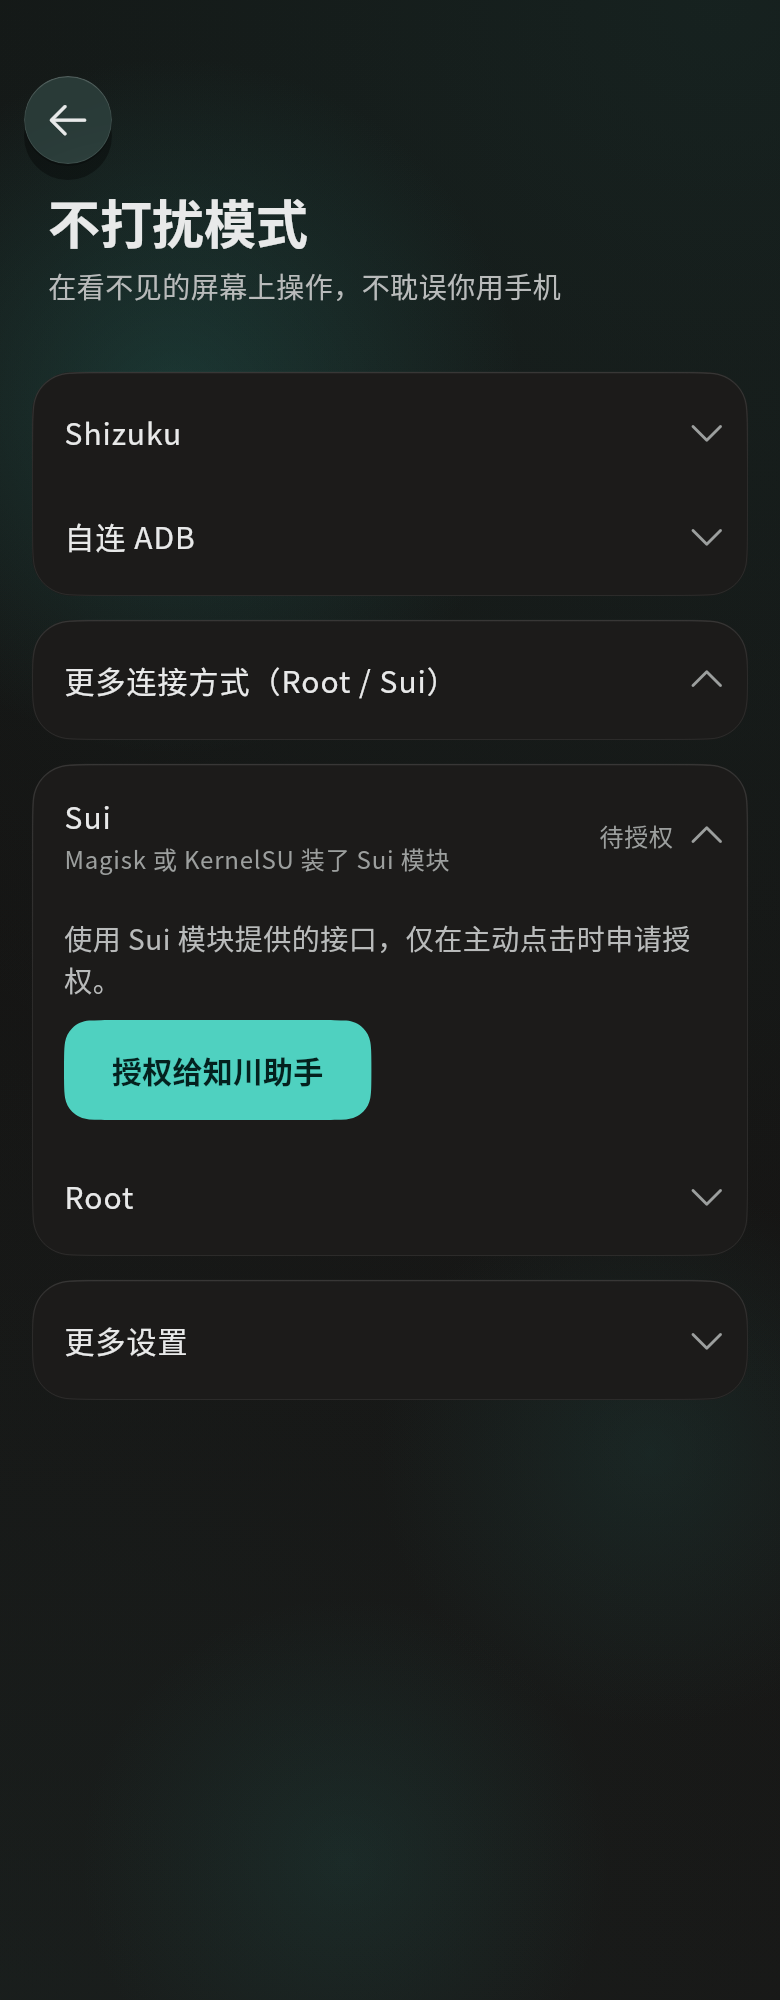 不打扰模式
在看不见的屏幕上操作，不耽误你用手机
Shizuku
自连 ADB
更多连接方式（Root / Sui）
Sui
Magisk 或 KernelSU 装了 Sui 模块
待授权
使用 Sui 模块提供的接口，仅在主动点击时申请授
权。
授权给知川助手
Root
更多设置